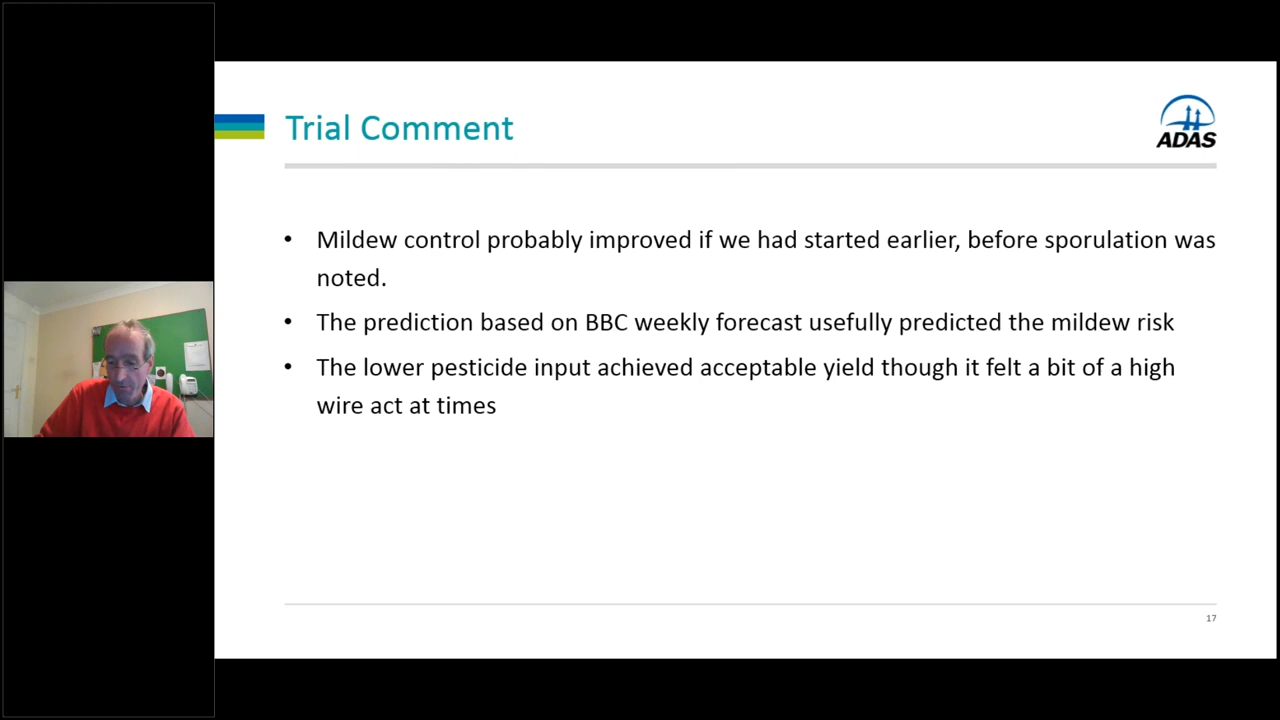 Trial Comment
ADAS
• Mildew control probably improved if we had started earlier, before sporulation was
noted.
• The prediction based on BBC weekly forecast usefully predicted the mildew risk
• The lower pesticide input achieved acceptable yield though it felt a bit of a high
wire act at times
17